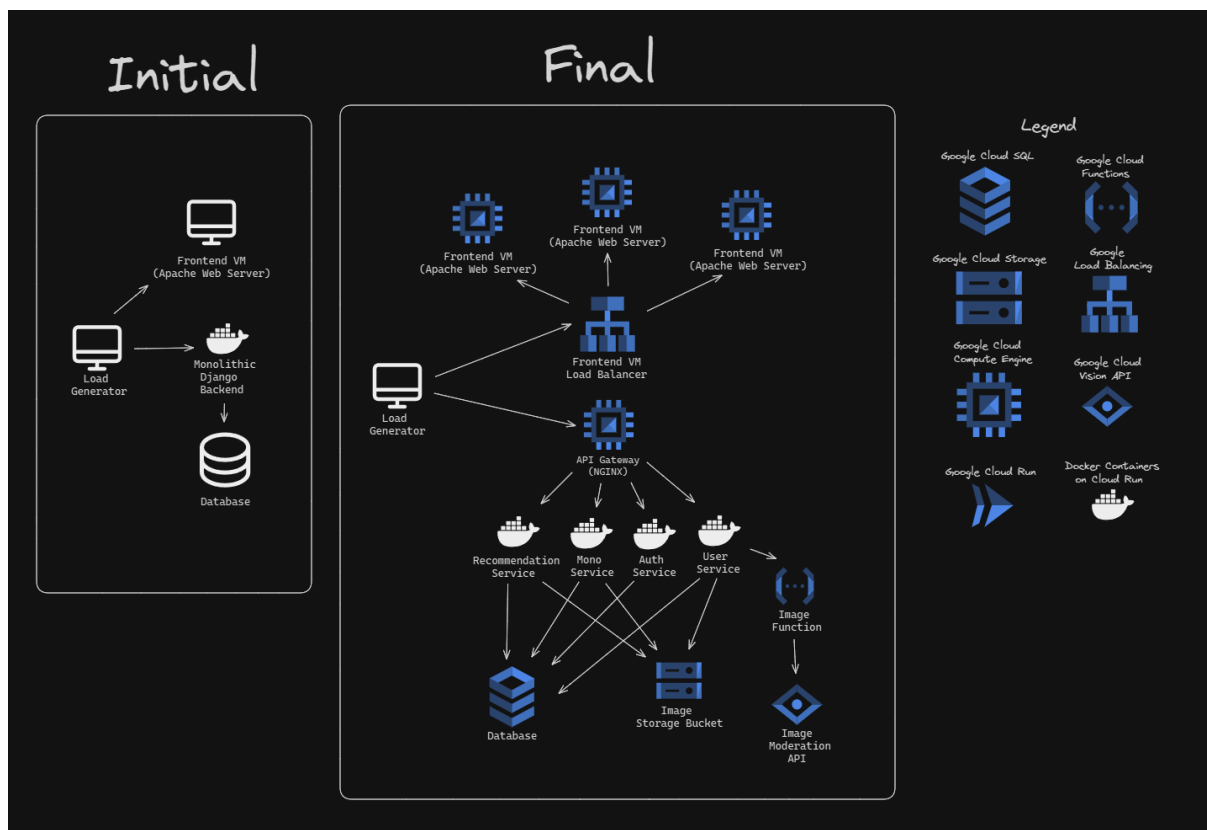 Initial
Frontend VM
(Apache Web Server)
Load
Generator
Monolithic
Django
Backend
Database
Final
Frontend VM
(Apache Web Server)
Frontend VM
(Apache Web Server)
Frontend VM
(Apache Web Server)
Frontend VM
Load Balancer
Load
Generator
API Gateway
(NGINX)
Recommendation
Service
Mono
Service
Auth
Service
User
Service
Image
Function
Database
Image
Storage Bucket
Image
Moderation
API
Legend
Google Cloud SQL
Google Cloud
Functions
Google Cloud Storage
Google
Load Balancing
Google Cloud
Compute Engine
Google Cloud
Vision API
Google Cloud Run
Docker Containers
on Cloud Run